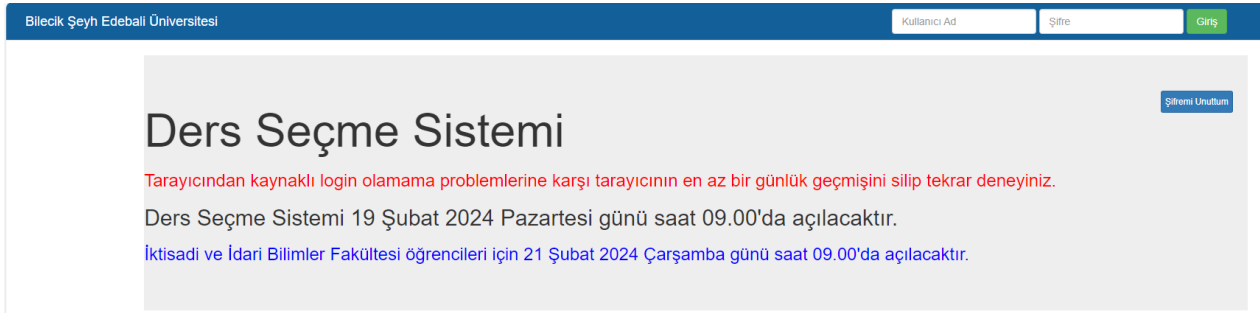 Bilecik Şeyh Edebali Üniversitesi
Kullanıcı Ad
Şifre
Giriş
Şifremi Unuttum
Ders Seçme Sistemi
Tarayıcından kaynaklı login olamama problemlerine karşı tarayıcının en az bir günlük geçmişini silip tekrar deneyiniz.
Ders Seçme Sistemi 19 Şubat 2024 Pazartesi günü saat 09.00'da açılacaktır.
İktisadi ve İdari Bilimler Fakültesi öğrencileri için 21 Şubat 2024 Çarşamba günü saat 09.00'da açılacaktır.